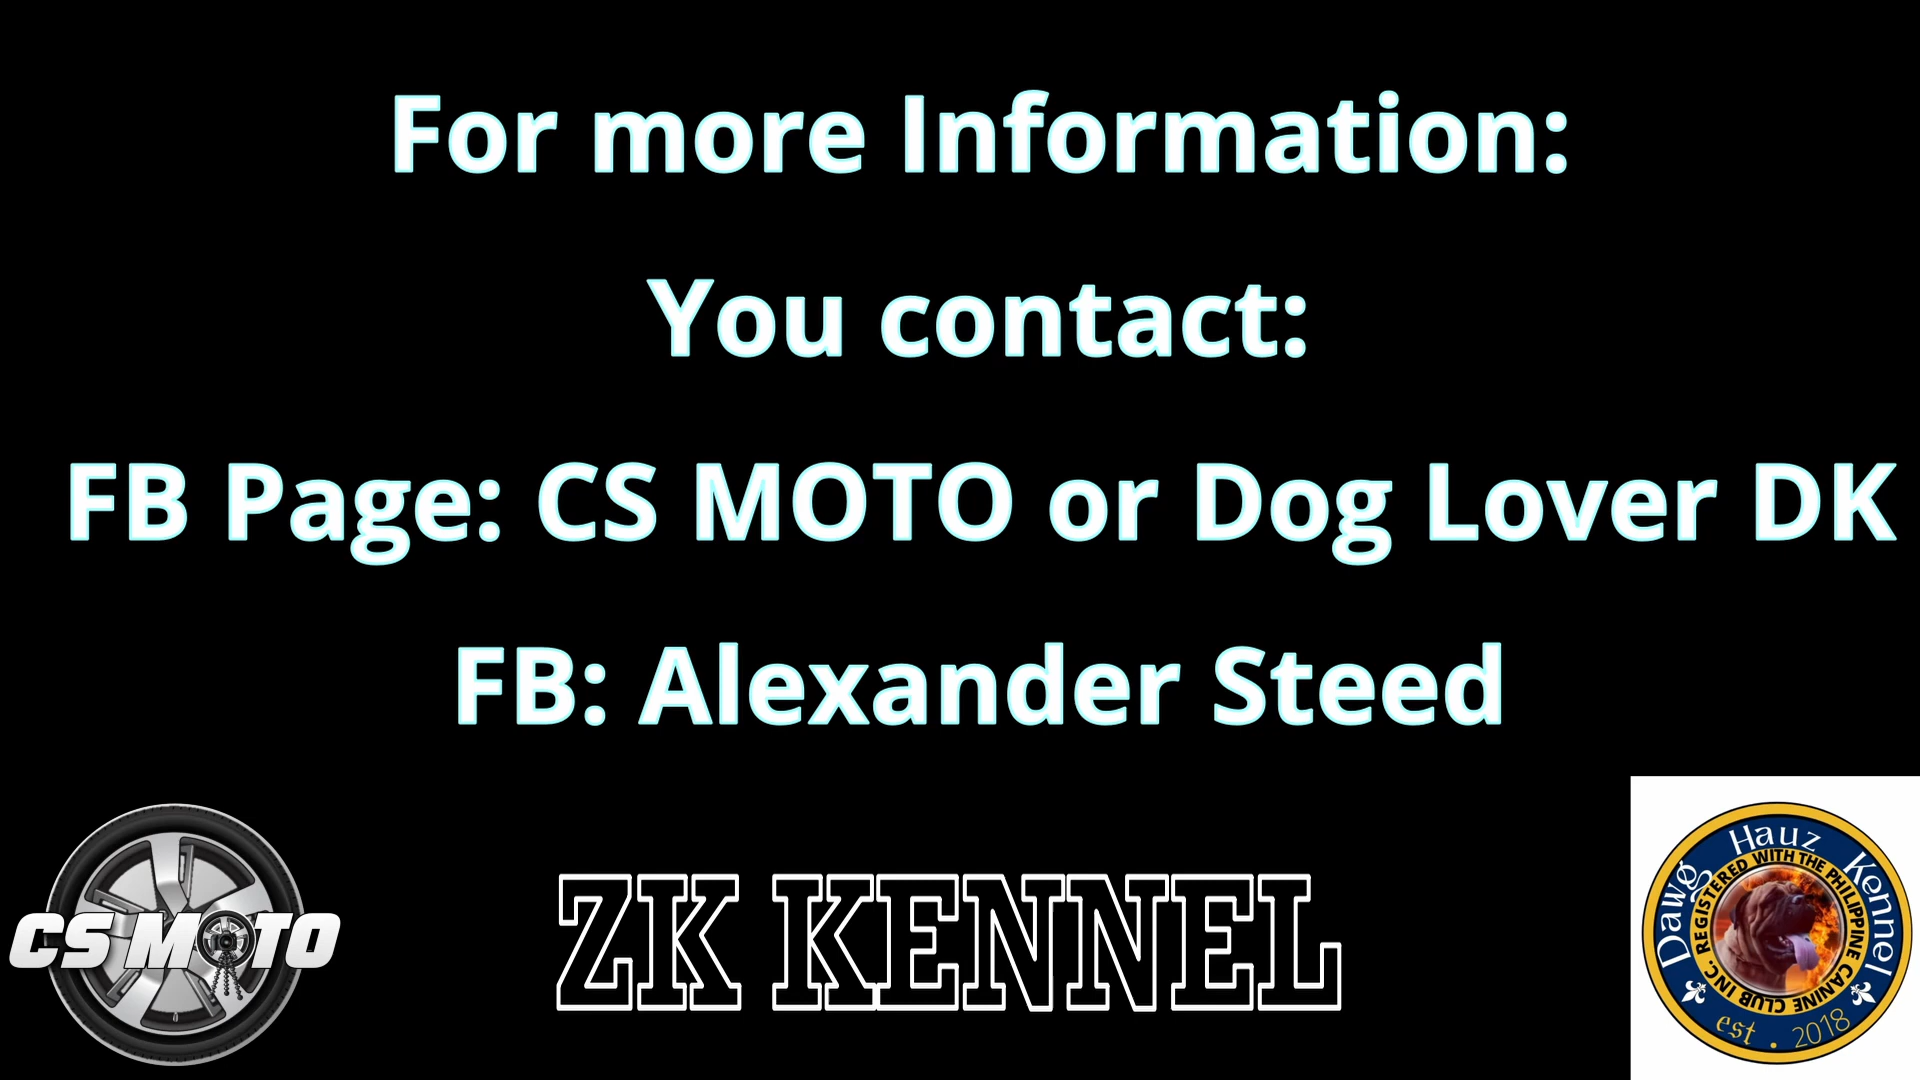 For more Information:
You contact:
FB Page: CS MOTO or Dog Lover DK
FB: Alexander Steed
CS MOTO
ZK KENNEL
Dawg Hauz Kennel
REGISTERED WITH THE PHILIPPINE CANINE CLUB INC.
est . 2018